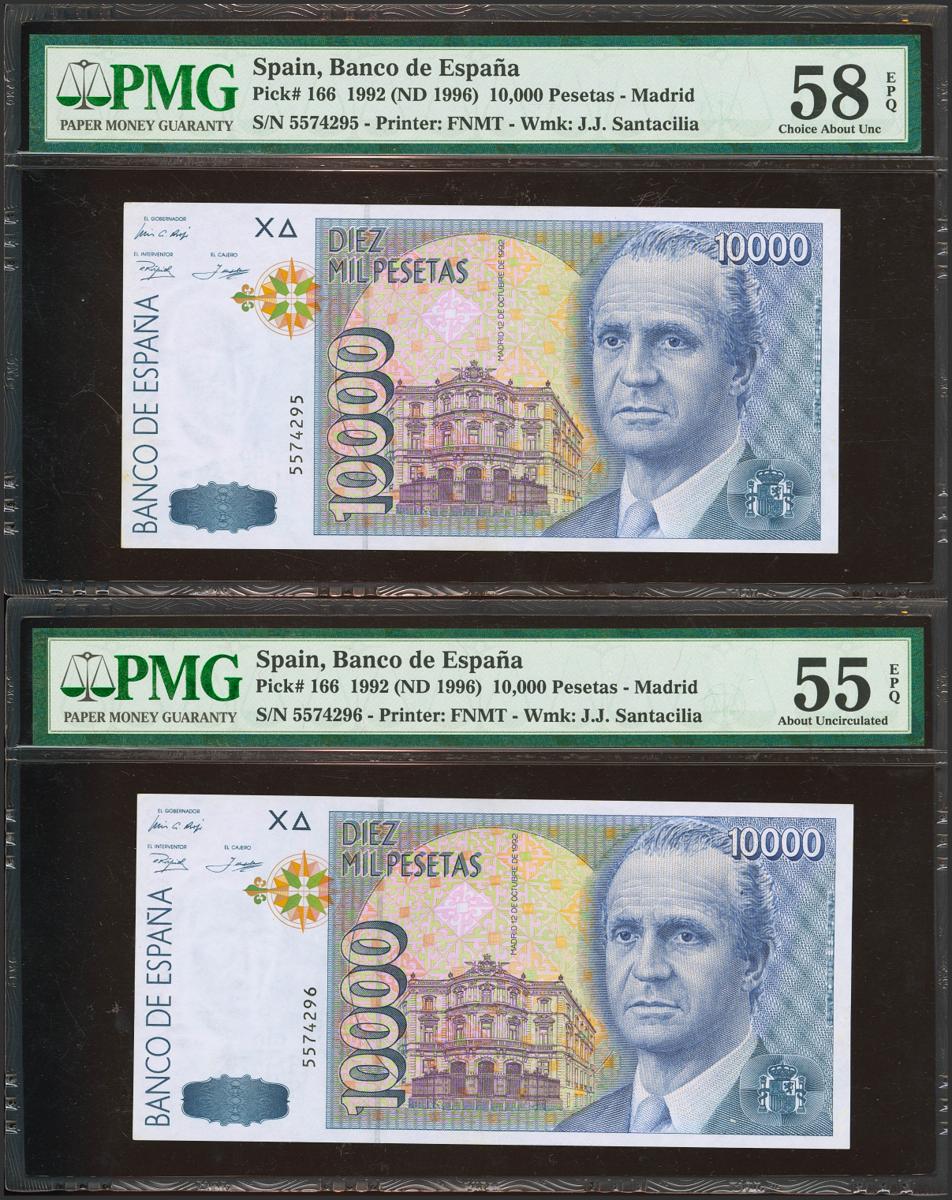 PMG
PAPER MONEY GUARANTY
Spain, Banco de España
Pick# 166 1992 (ND 1996) 10,000 Pesetas - Madrid
S/N 5574295 - Printer: FNMT - Wmk: J.J. Santacilia
58
EPQ
Choice About Unc
EL GOBERNADOR
EL INTERVENTOR
EL CAJERO
DIEZ
MIL PESETAS
10000
MADRID 12 DE OCTUBRE DE 1992
BANCO DE ESPAÑA
5574295
10000
PMG
PAPER MONEY GUARANTY
Spain, Banco de España
Pick# 166 1992 (ND 1996) 10,000 Pesetas - Madrid
S/N 5574296 - Printer: FNMT - Wmk: J.J. Santacilia
55
EPQ
About Uncirculated
EL GOBERNADOR
EL INTERVENTOR
EL CAJERO
DIEZ
MIL PESETAS
10000
MADRID 12 DE OCTUBRE DE 1992
BANCO DE ESPAÑA
5574296
10000